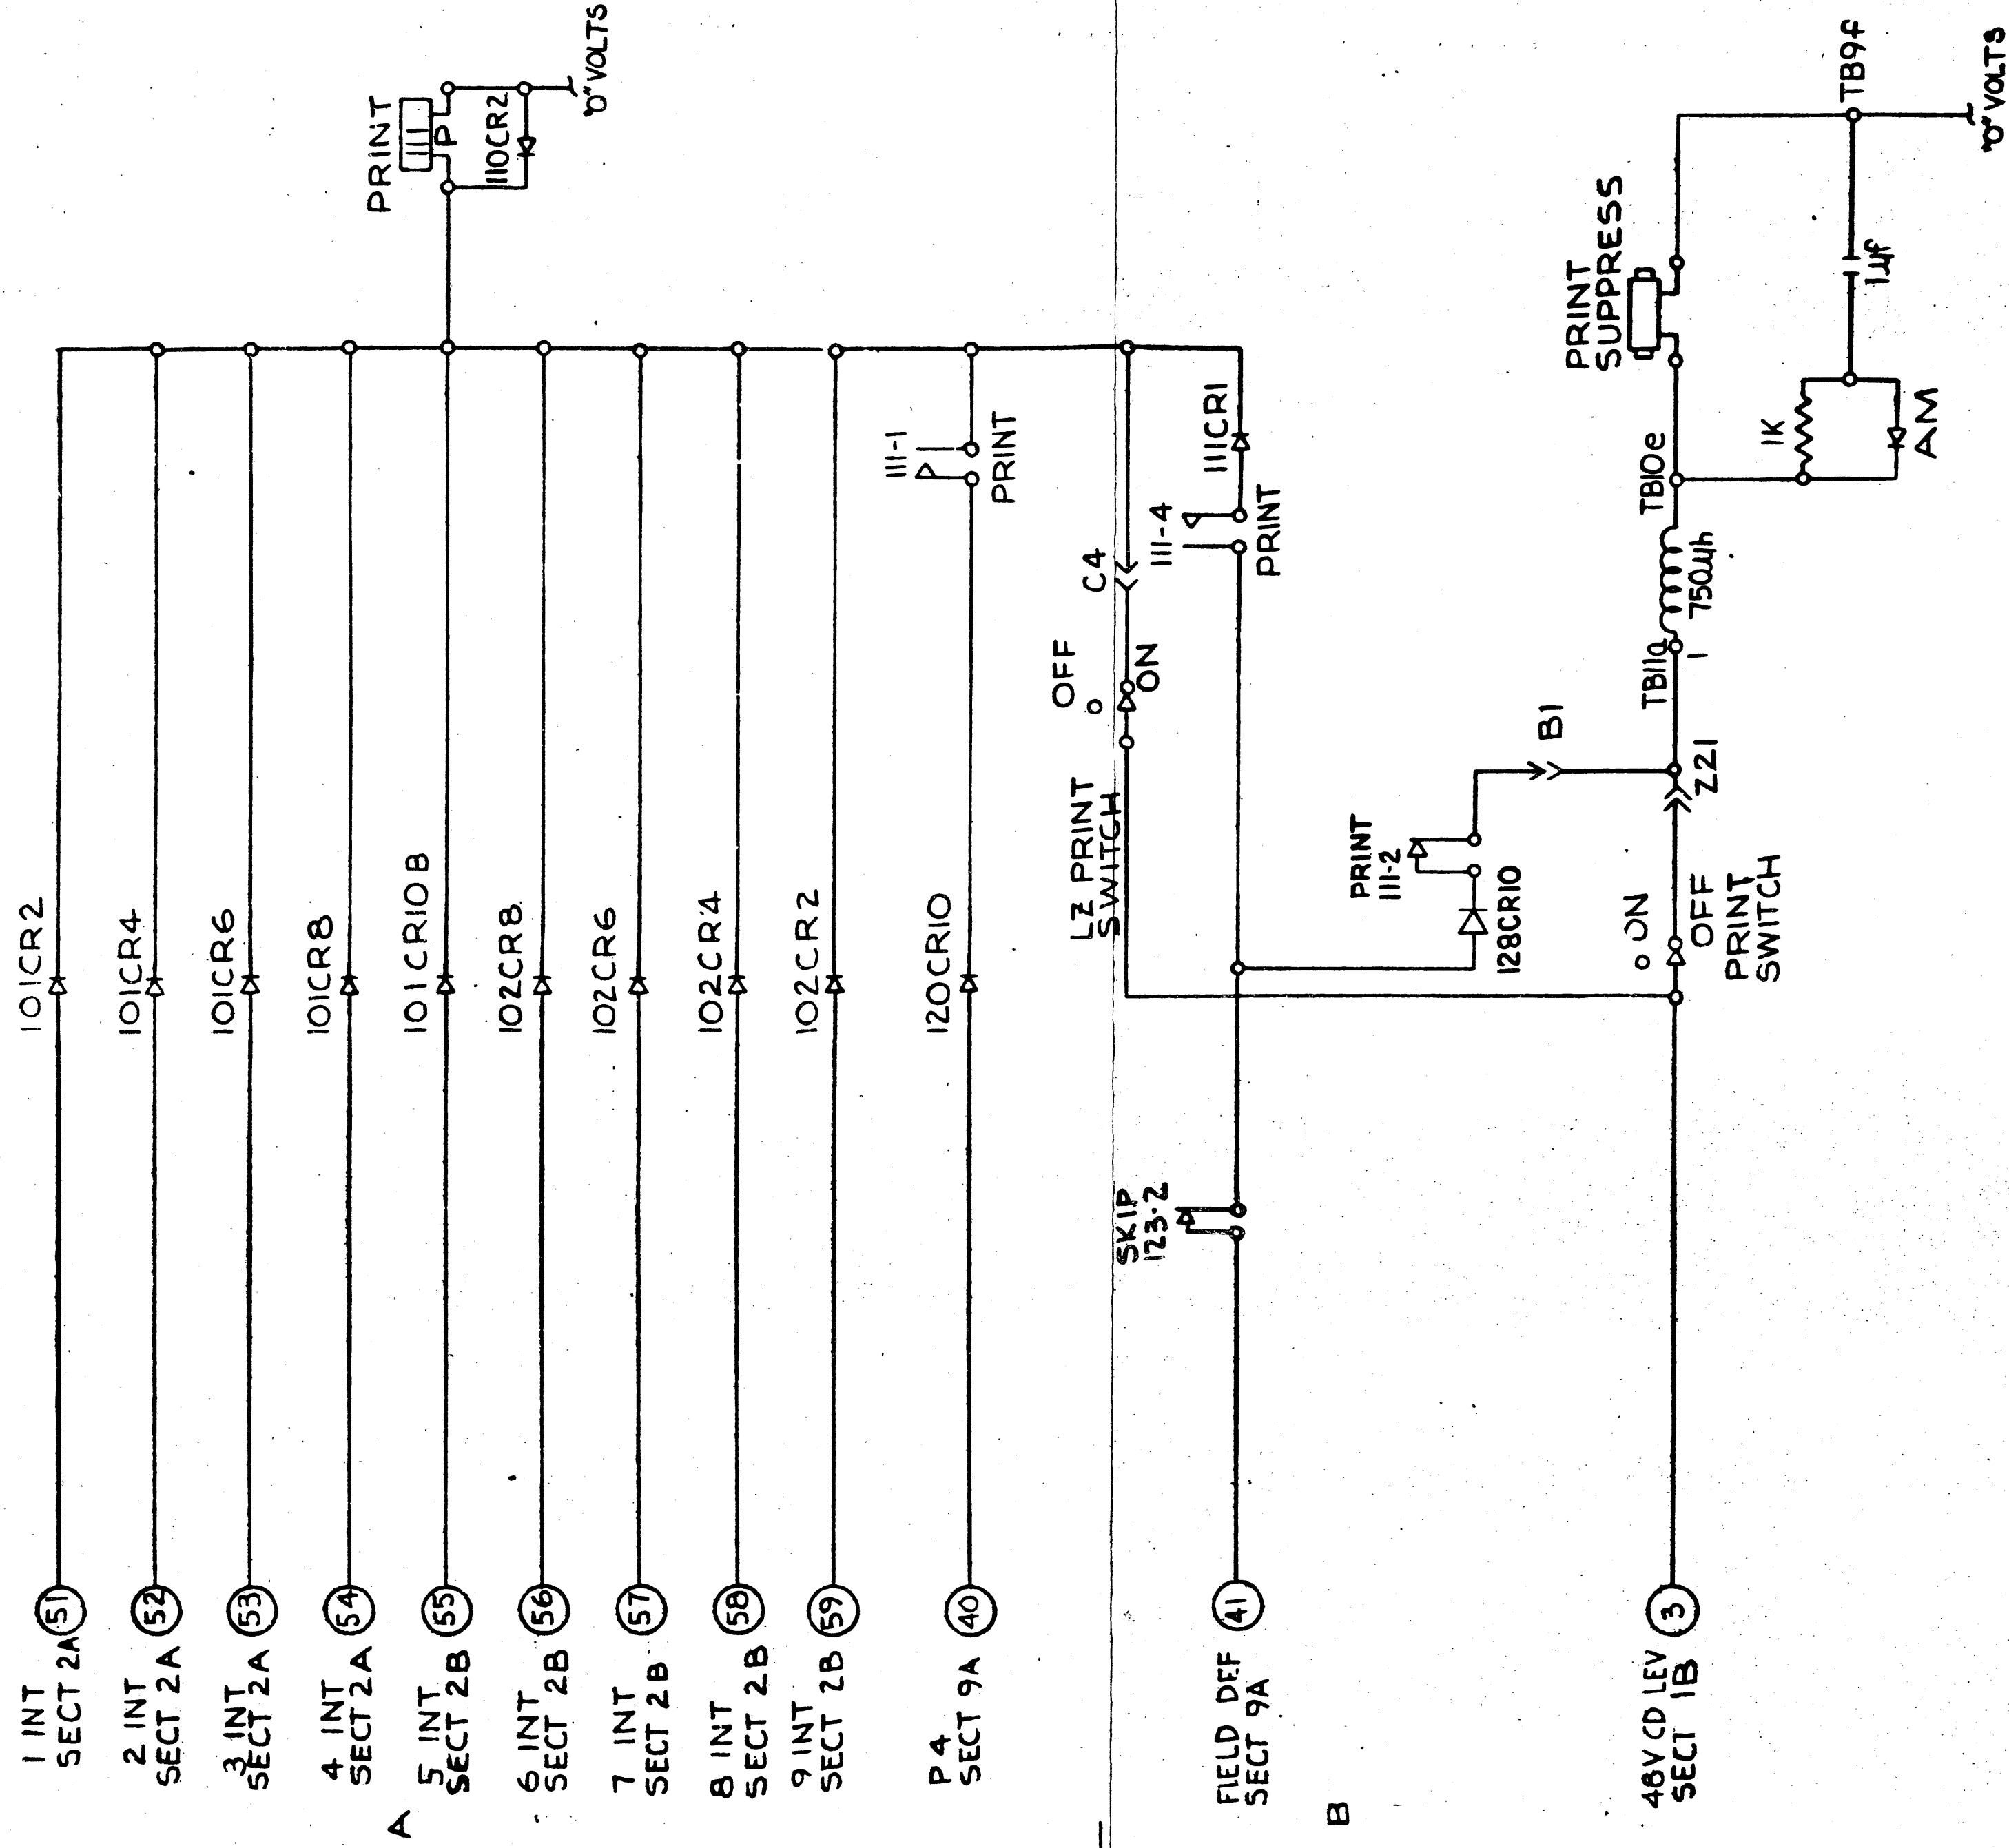 1 INT
SECT 2A
51
101CR2
2 INT
SECT 2A
52
101CR4
3 INT
SECT 2A
53
101CR6
4 INT
SECT 2A
54
101CR8
5 INT
SECT 2B
55
101CR10B
PRINT
111
P
110CR2
"0" VOLTS
6 INT
SECT 2B
56
102CR8
7 INT
SECT 2B
57
102CR6
8 INT
SECT 2B
58
102CR4
9 INT
SECT 2B
59
102CR2
P4
SECT 9A
40
120CR10
111-1
PRINT
A
LZ PRINT
SWITCH
OFF
ON
C4
FIELD DEF
SECT 9A
41
SKIP
123-2
111-4
PRINT
111CR1
B
PRINT
111-2
128CR10
B1
48V CD LEV
SECT 1B
3
ON
OFF
PRINT
SWITCH
Z21
TB11a
1
750µh
TB10e
PRINT
SUPPRESS
1K
AM
1µf
TB9f
"0" VOLTS